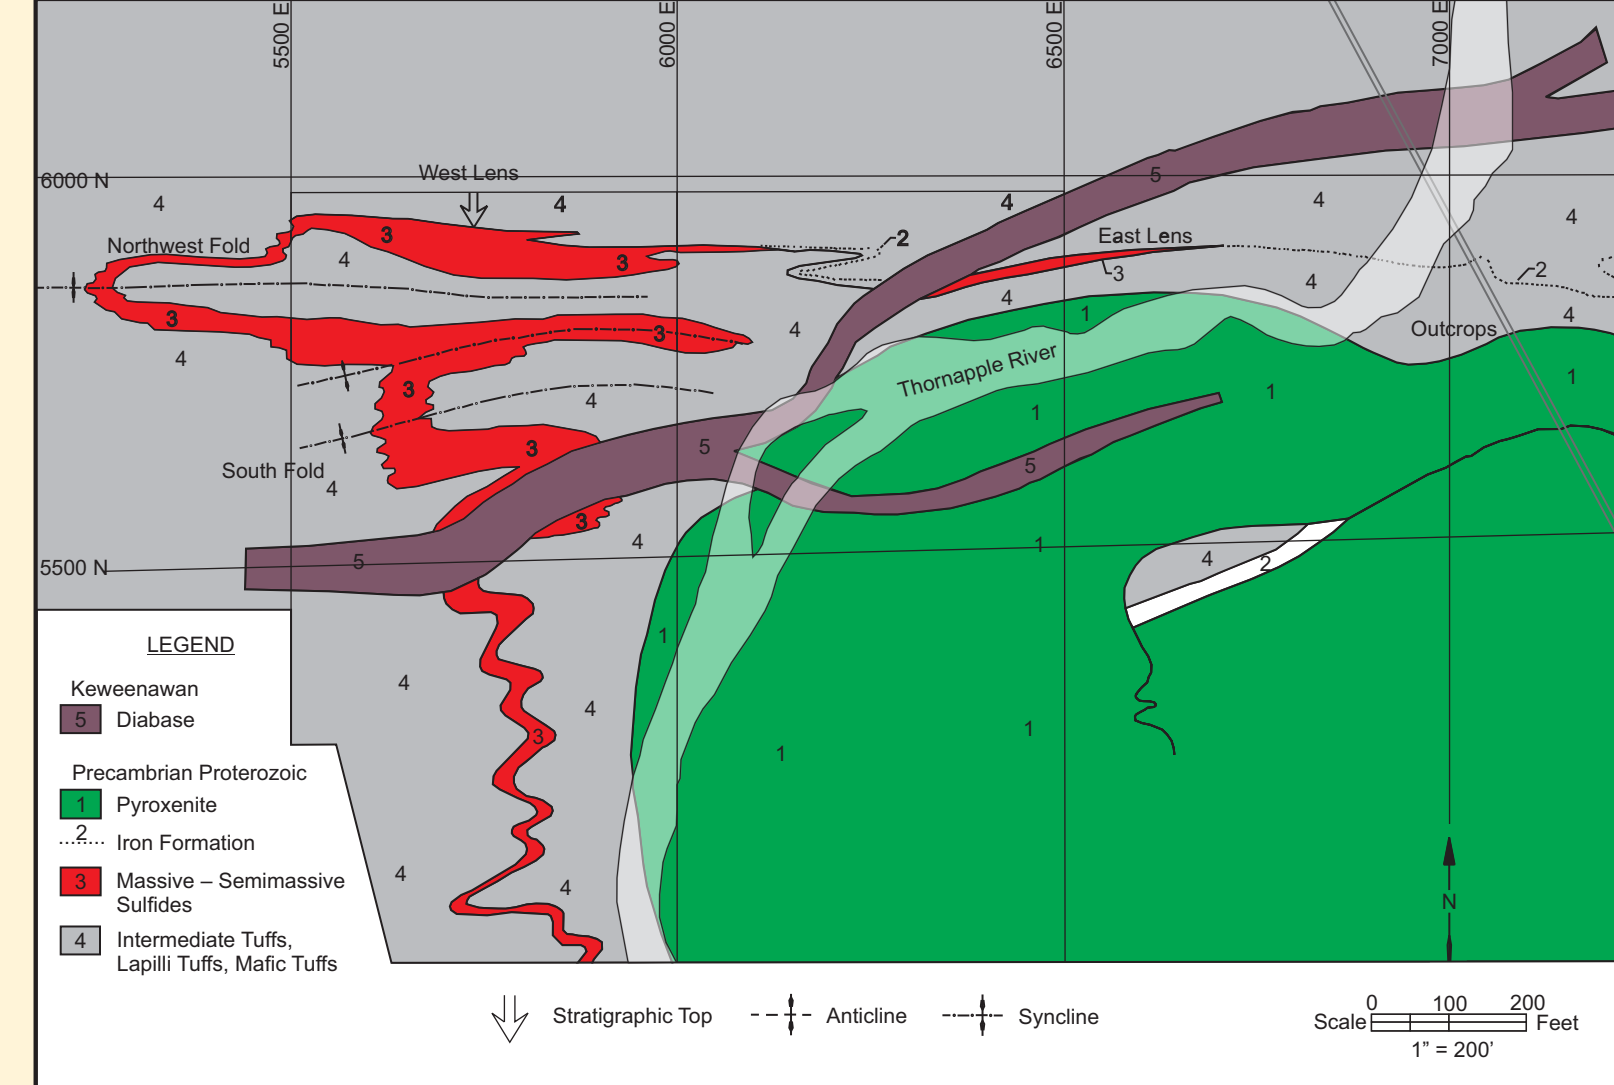 5500 E
6000 E
6500 E
7000 E
6000 N
West Lens
5
4
4
4
4
4
Northwest Fold
3
2
East Lens
4
3
3
2
4
4
1
4
3
4
3
4
Outcrops
Thornapple River
4
3
4
1
1
1
5
3
5
South Fold
4
3
4
1
5500 N
5
4
2
1
LEGEND
Keweenawan
5 Diabase
Precambrian Proterozoic
1 Pyroxenite
2 Iron Formation
3 Massive – Semimassive
Sulfides
4 Intermediate Tuffs,
Lapilli Tuffs, Mafic Tuffs
4
4
3
1
1
4
4
N
Stratigraphic Top
Anticline
Syncline
0 100 200
Scale Feet
1” = 200’